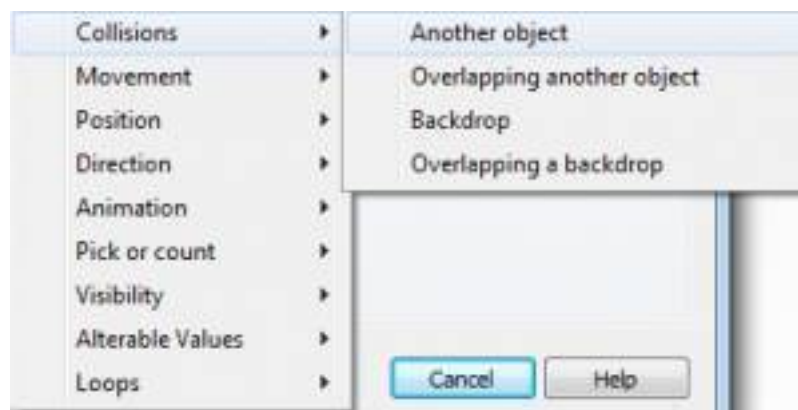 Collisions
Movement
Position
Direction
Animation
Pick or count
Visibility
Alterable Values
Loops
Another object
Overlapping another object
Backdrop
Overlapping a backdrop
Cancel
Help